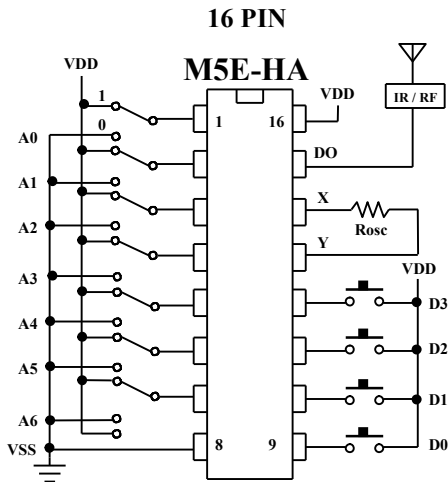 16 PIN
VDD
M5E-HA
IR / RF
1
0
VDD
A0
1
16
DO
A1
X
A2
Rosc
Y
A3
VDD
D3
A4
D2
A5
D1
A6
D0
VSS
8
9